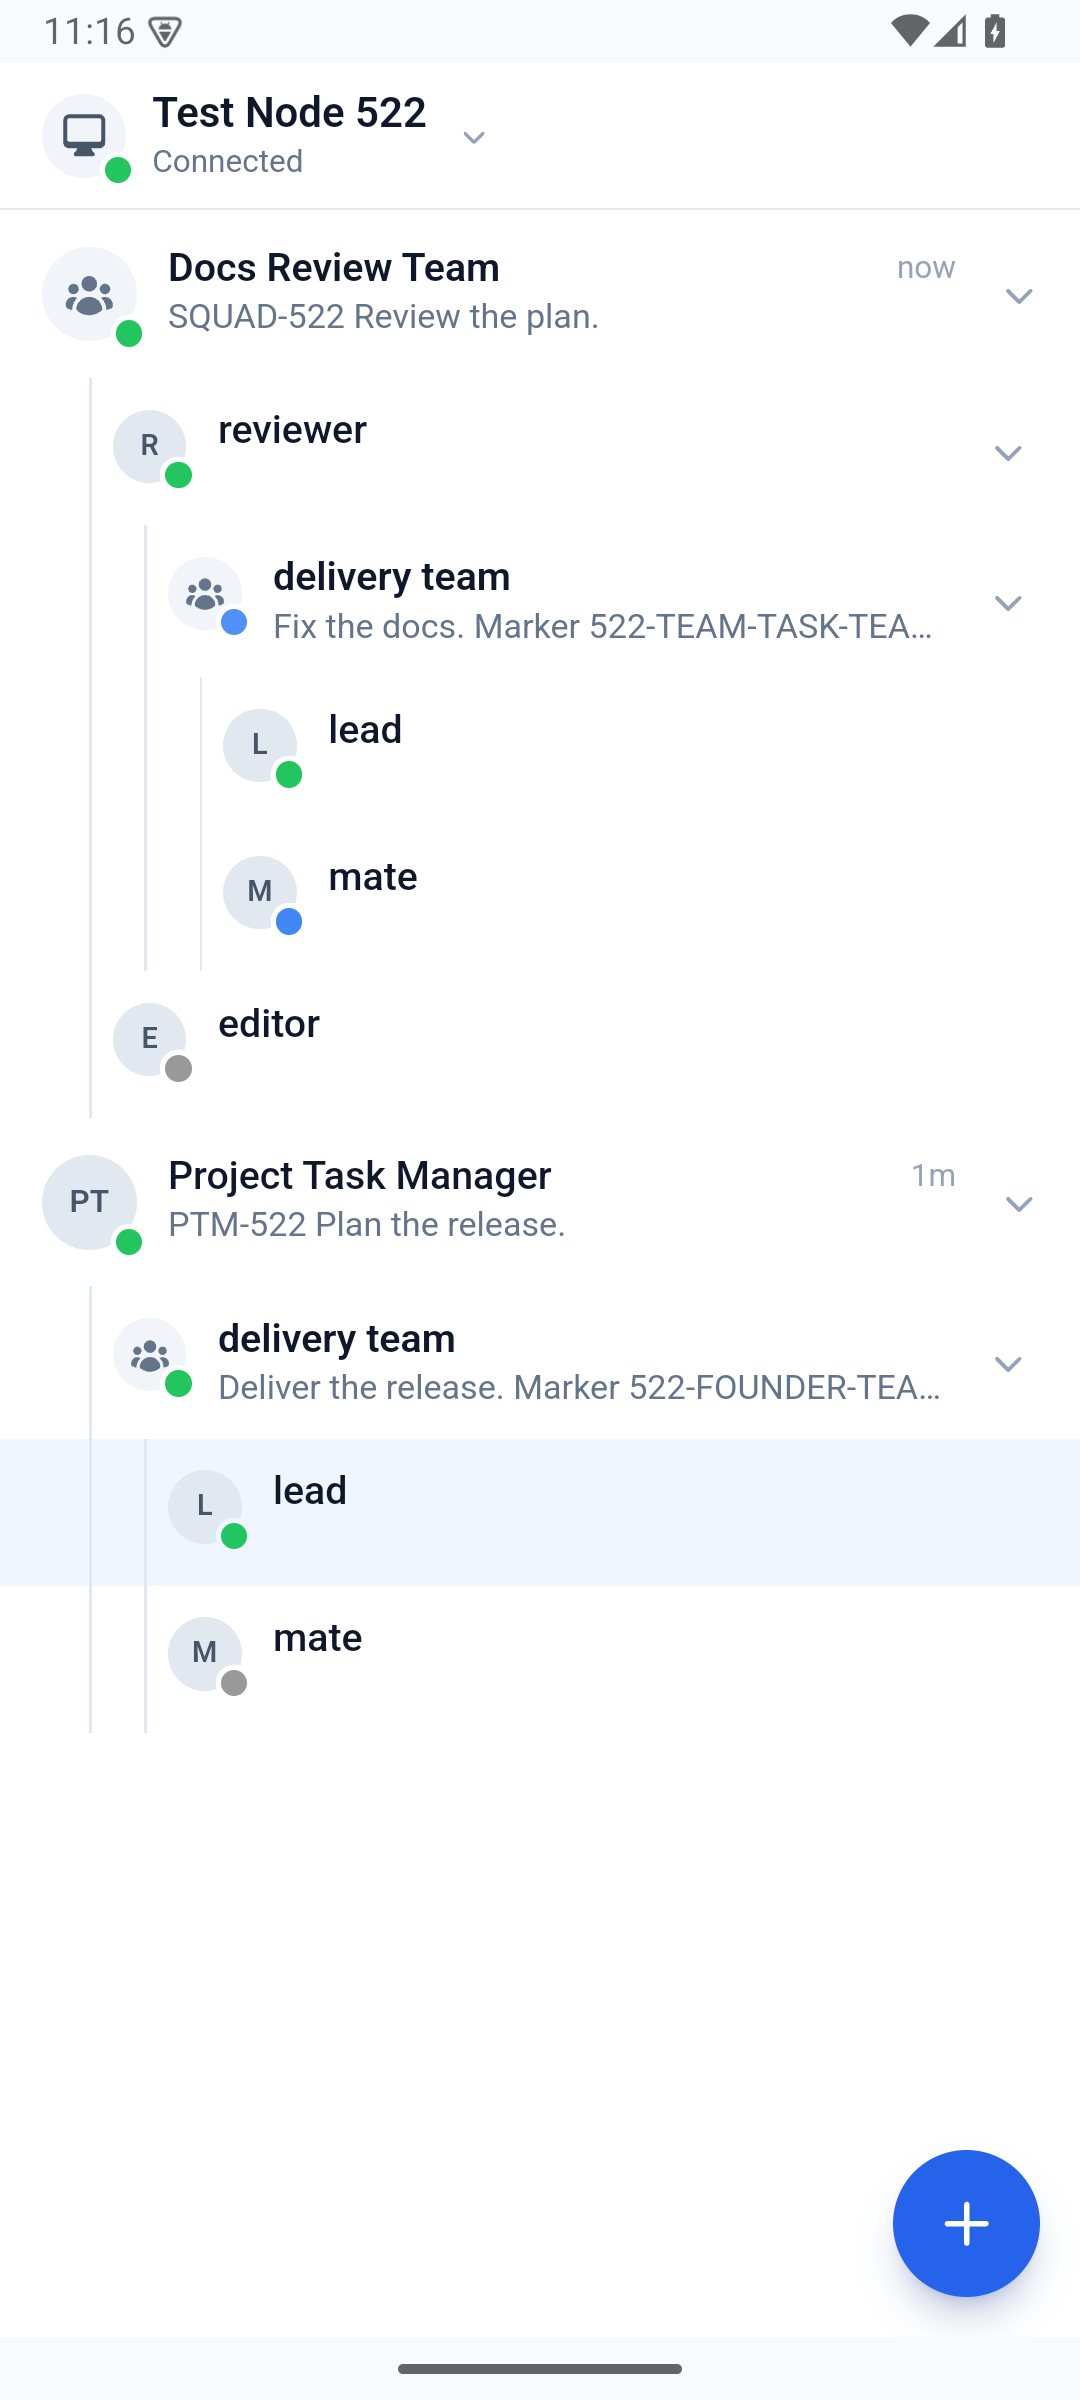 11:16
Test Node 522
Connected
Docs Review Team
now
SQUAD-522 Review the plan.
R
reviewer
delivery team
Fix the docs. Marker 522-TEAM-TASK-TEA…
L
lead
M
mate
E
editor
PT
Project Task Manager
1m
PTM-522 Plan the release.
delivery team
Deliver the release. Marker 522-FOUNDER-TEA…
L
lead
M
mate